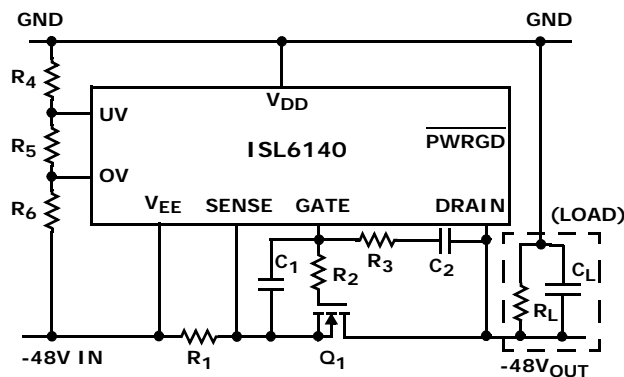 GND GND
R4
VDD
UV
R5
ISL6140
PWRGD
OV
R6
VEE SENSE GATE DRAIN
(LOAD)
C1 R2 R3 C2
RL CL
-48V IN R1 Q1 -48VOUT